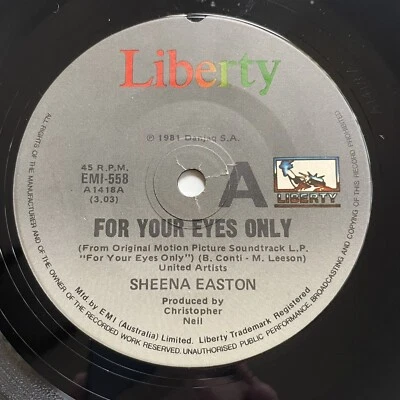 Liberty
℗ 1981 Danjaq S.A.
45 R.P.M.
EMI-558
A1418A
(3.03)
A
LIBERTY
FOR YOUR EYES ONLY
(From Original Motion Picture Soundtrack L.P.
"For Your Eyes Only") (B. Conti - M. Leeson)
United Artists
SHEENA EASTON
Produced by
Christopher
Neil
Mfd by EMI (Australia) Limited. Liberty Trademark Registered
ALL RIGHTS OF THE MANUFACTURER AND OF THE OWNER OF THE RECORDED WORK RESERVED. UNAUTHORISED PUBLIC PERFORMANCE, BROADCASTING AND COPYING OF THIS RECORD PROHIBITED